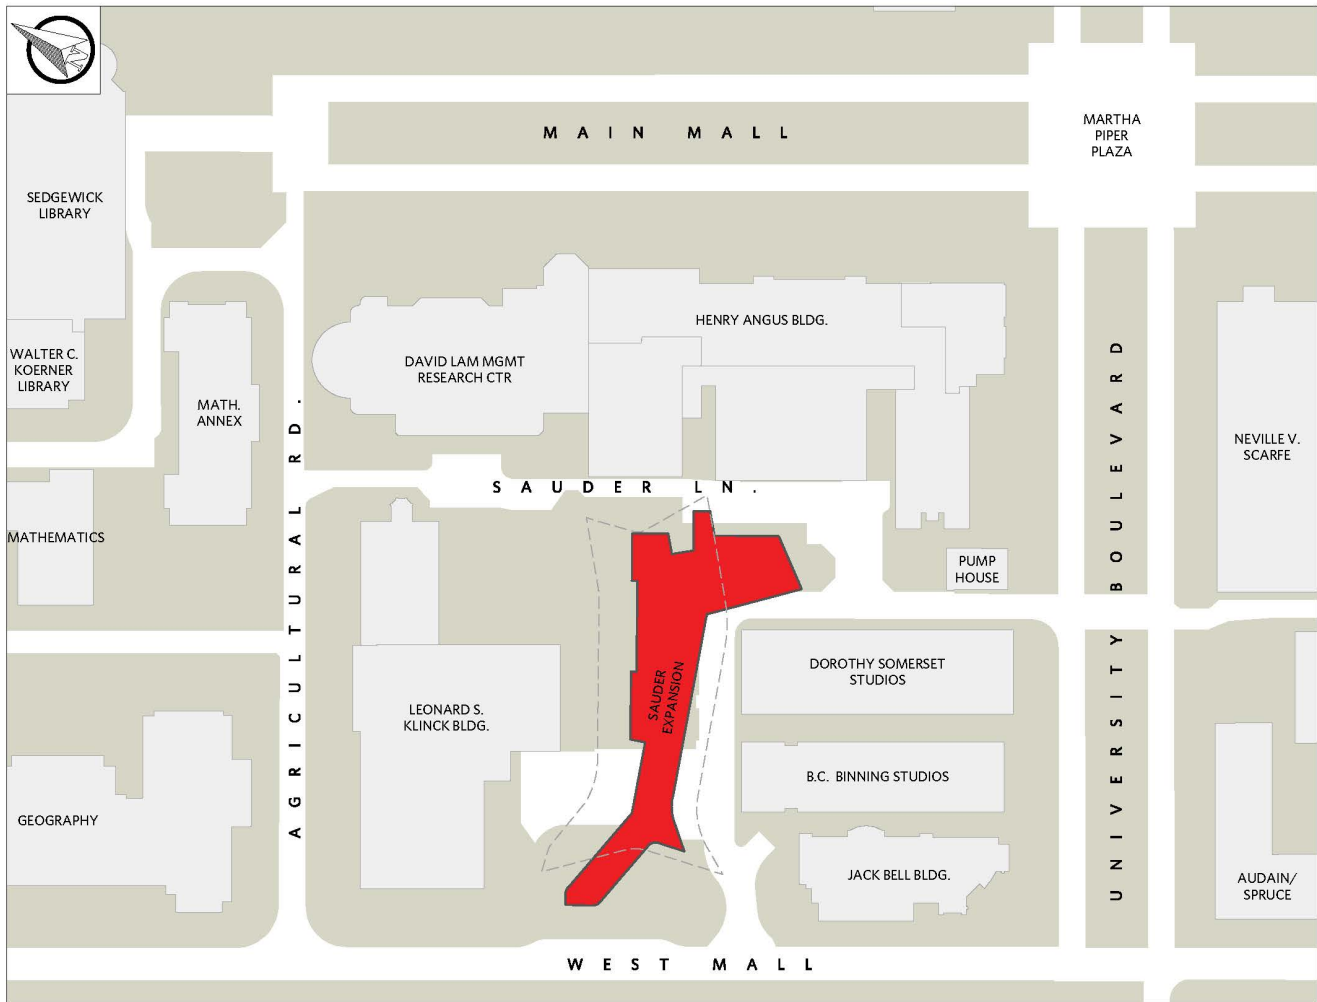 MAIN MALL
MARTHA
PIPER
PLAZA
SEDGEWICK
LIBRARY
HENRY ANGUS BLDG.
WALTER C.
KOERNER
LIBRARY
DAVID LAM MGMT
RESEARCH CTR
MATH.
ANNEX
AGRICULTURAL RD.
UNIVERSITY BOULEVARD
NEVILLE V.
SCARFE
SAUDER LN.
MATHEMATICS
PUMP
HOUSE
DOROTHY SOMERSET
STUDIOS
SAUDER
EXPANSION
LEONARD S.
KLINCK BLDG.
B.C. BINNING STUDIOS
GEOGRAPHY
JACK BELL BLDG.
AUDAIN/
SPRUCE
WEST MALL